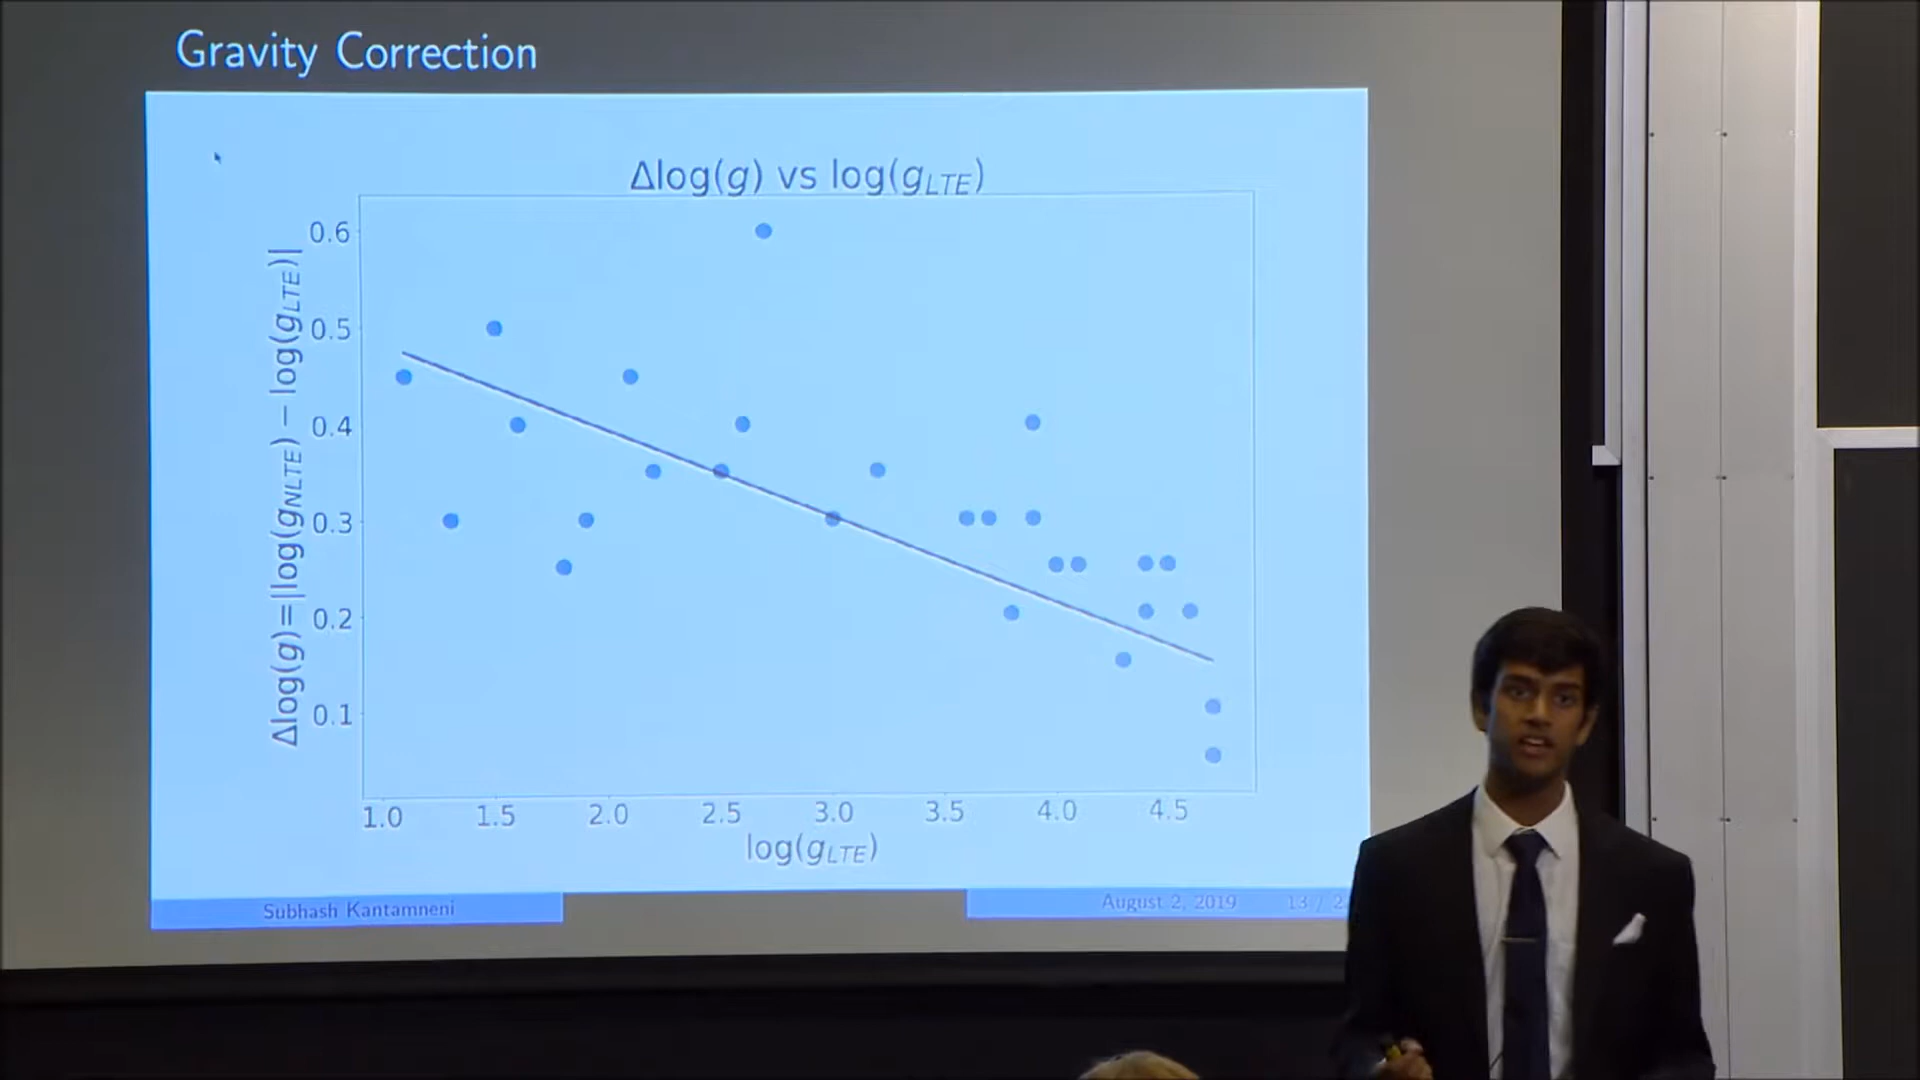 Gravity Correction
Δlog(g) vs log(g_LTE)
Δlog(g)=|log(g_NLTE) − log(g_LTE)|
0.6
0.5
0.4
0.3
0.2
0.1
1.0 1.5 2.0 2.5 3.0 3.5 4.0 4.5
log(g_LTE)
Subhash Kantamneni
August 2, 2019 13 /